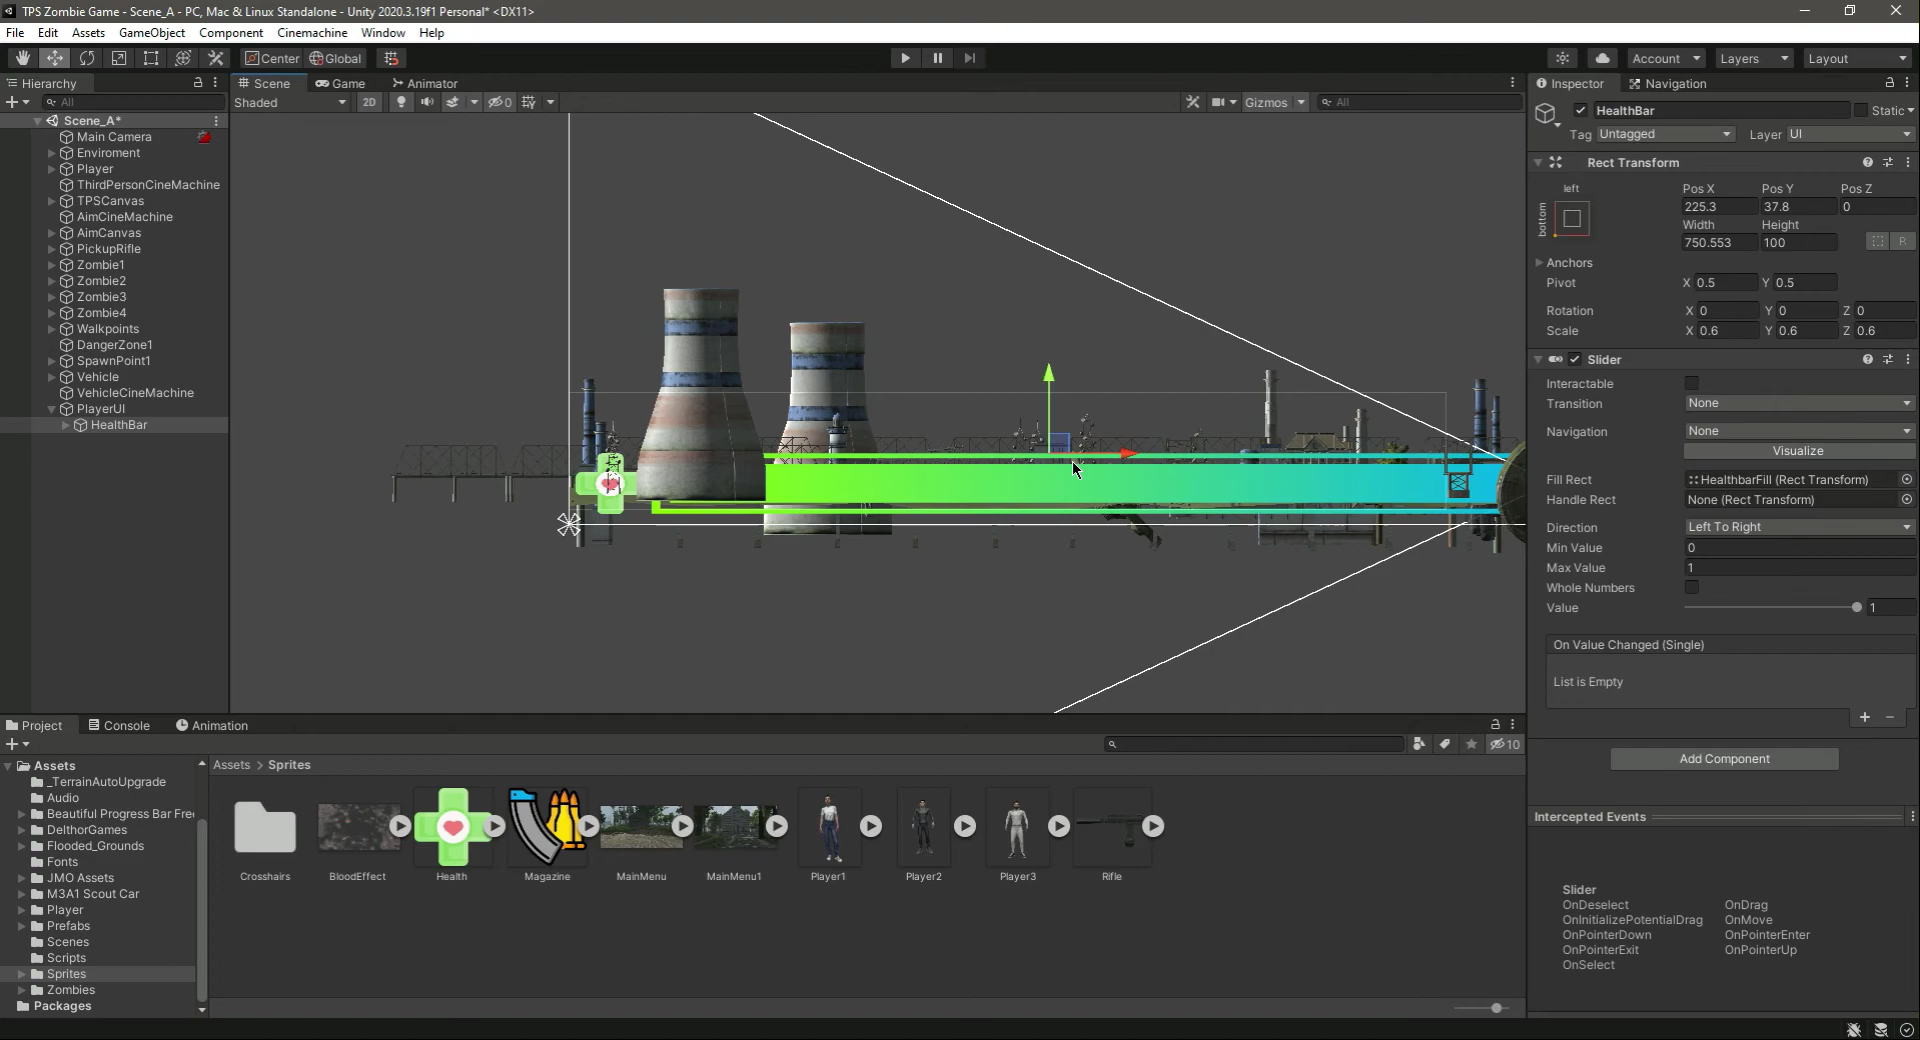 TPS Zombie Game - Scene_A - PC, Mac & Linux Standalone - Unity 2020.3.19f1 Personal* <DX11>
File Edit Assets GameObject Component Cinemachine Window Help
Center Global Account Layers Layout
Hierarchy
All
Scene_A*
Main Camera
Enviroment
Player
ThirdPersonCineMachine
TPSCanvas
AimCineMachine
AimCanvas
PickupRifle
Zombie1
Zombie2
Zombie3
Zombie4
Walkpoints
DangerZone1
SpawnPoint1
Vehicle
VehicleCineMachine
PlayerUI
HealthBar
Scene Game Animator
Shaded 2D 0 Gizmos All
Inspector Navigation
HealthBar Static
Tag Untagged Layer UI
Rect Transform
left
bottom
Pos X Pos Y Pos Z
225.3 37.8 0
Width Height
750.553 100 R
Anchors
Pivot X 0.5 Y 0.5
Rotation X 0 Y 0 Z 0
Scale X 0.6 Y 0.6 Z 0.6
Slider
Interactable
Transition None
Navigation None
Visualize
Fill Rect HealthbarFill (Rect Transform)
Handle Rect None (Rect Transform)
Direction Left To Right
Min Value 0
Max Value 1
Whole Numbers
Value 1
On Value Changed (Single)
List is Empty
Add Component
Intercepted Events
Slider
OnDeselect OnDrag
OnInitializePotentialDrag OnMove
OnPointerDown OnPointerEnter
OnPointerExit OnPointerUp
OnSelect
Project Console Animation
10
Assets
_TerrainAutoUpgrade
Audio
Beautiful Progress Bar Free
DelthorGames
Flooded_Grounds
Fonts
JMO Assets
M3A1 Scout Car
Player
Prefabs
Scenes
Scripts
Sprites
Zombies
Packages
Assets > Sprites
Crosshairs BloodEffect Health Magazine MainMenu MainMenu1 Player1 Player2 Player3 Rifle